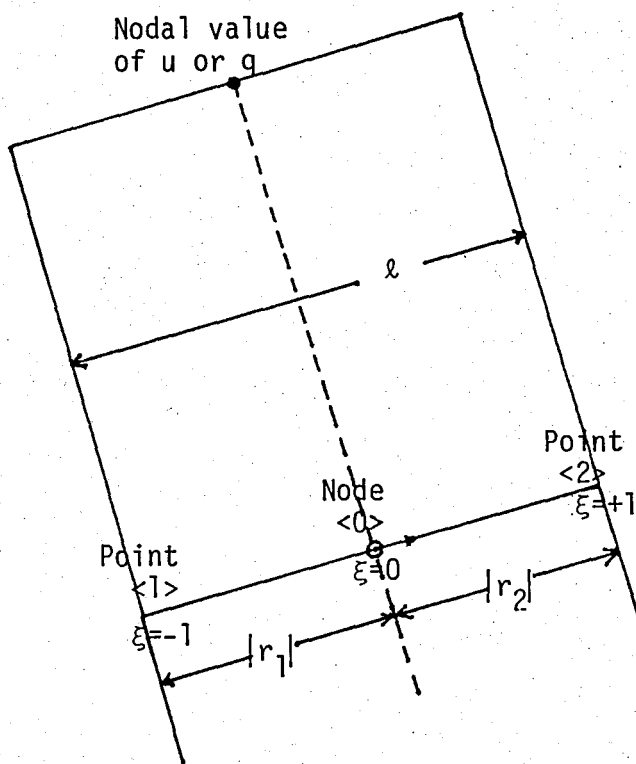 Nodal value
of u or q
ℓ
Point
<2>
ξ=+1
Node
<0>
ξ=0
Point
<1>
ξ=-1
|r₂|
|r₁|